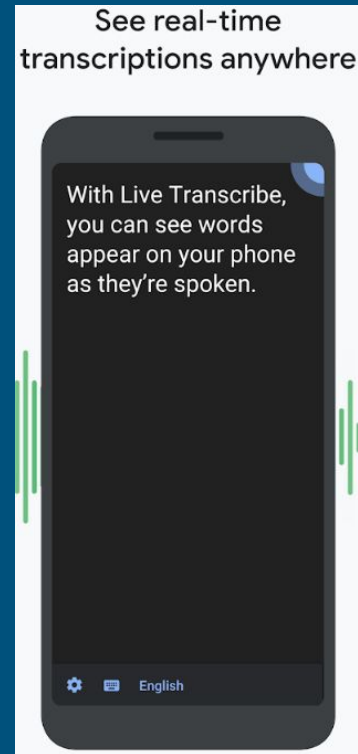 See real-time
transcriptions anywhere
With Live Transcribe,
you can see words
appear on your phone
as they're spoken.
English